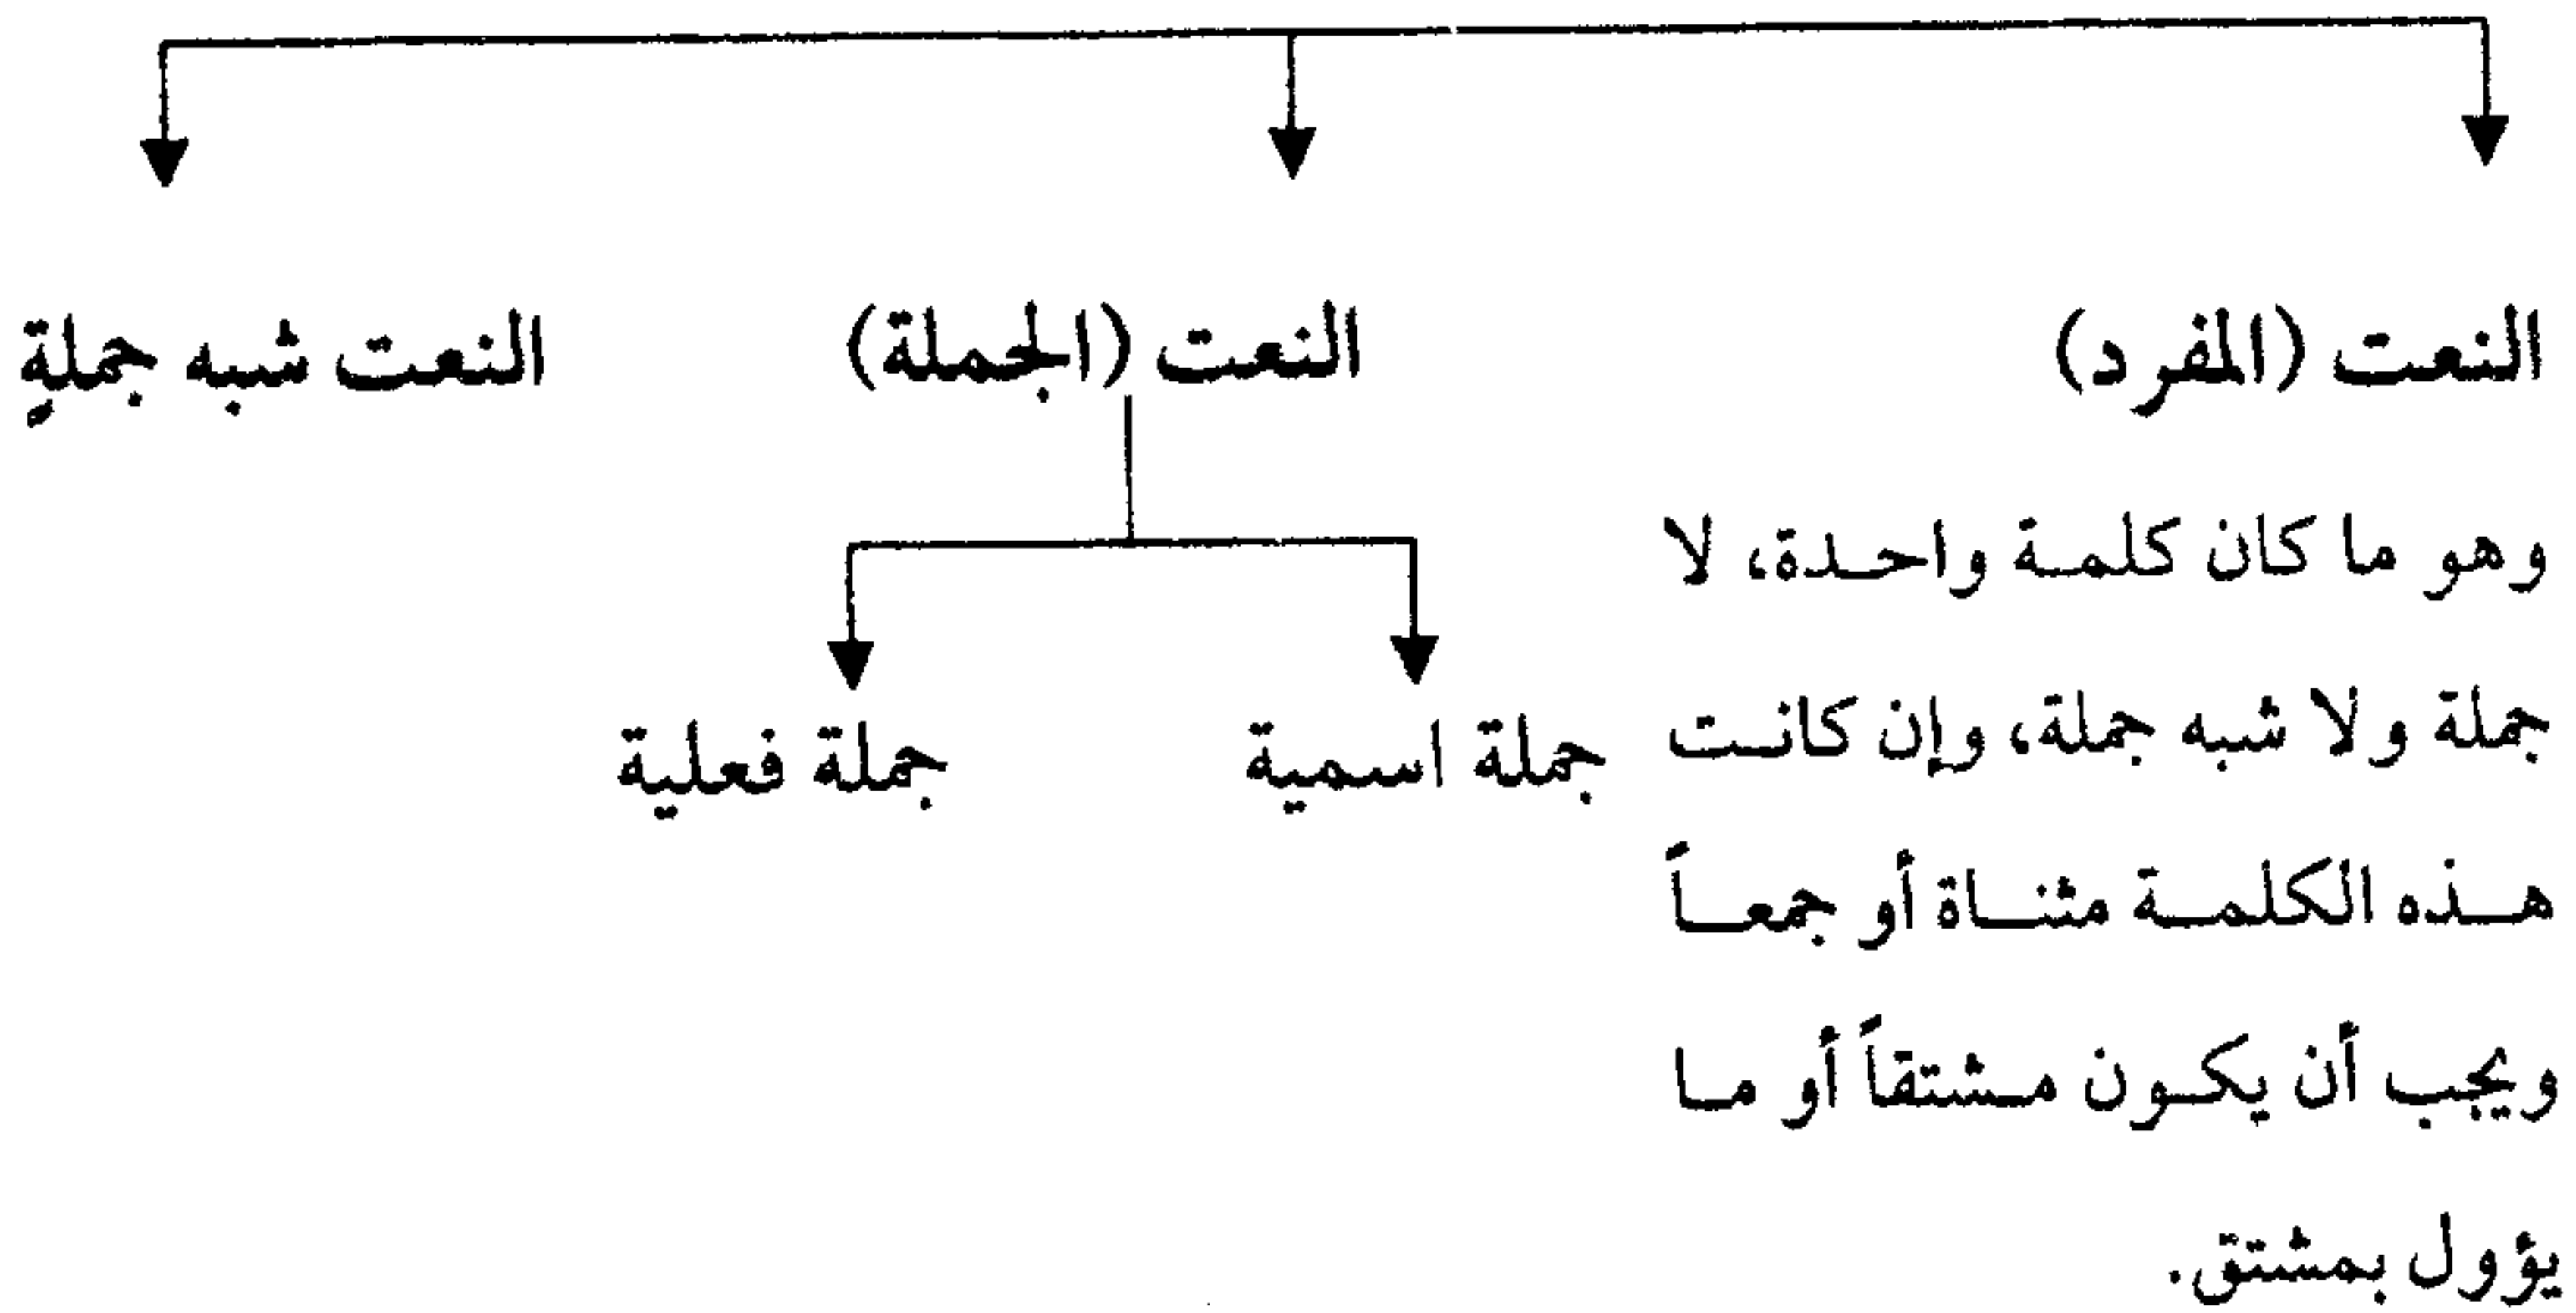 النعت (المفرد)
النعت (الجملة)
النعت شبه جملةٍ
وهو ما كان كلمة واحدة، لا
جملة ولا شبه جملة، وإن كانت
هذه الكلمة مثناة أو جمعاً
ويجب أن يكون مشتقاً أو ما
يؤول بمشتق.
جملة اسمية
جملة فعلية